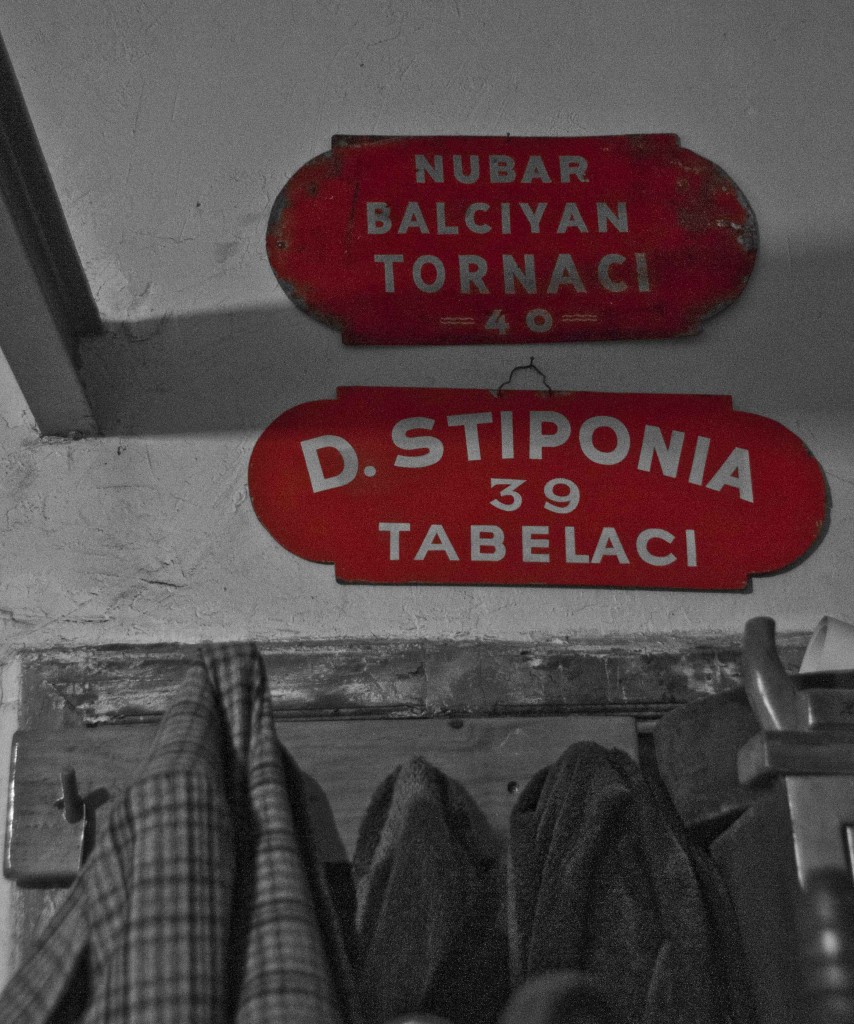 NUBAR
BALCIYAN
TORNACI
40
D. STIPONIA
39
TABELACI